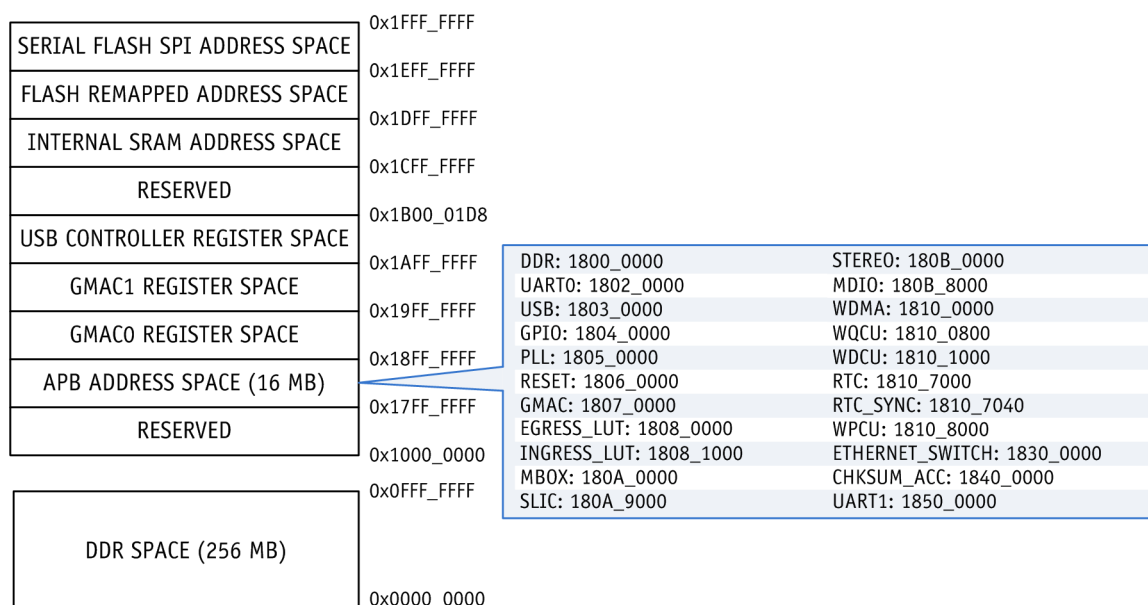 0x1FFF_FFFF
SERIAL FLASH SPI ADDRESS SPACE
0x1EFF_FFFF
FLASH REMAPPED ADDRESS SPACE
0x1DFF_FFFF
INTERNAL SRAM ADDRESS SPACE
0x1CFF_FFFF
RESERVED
0x1B00_01D8
USB CONTROLLER REGISTER SPACE
0x1AFF_FFFF
GMAC1 REGISTER SPACE
0x19FF_FFFF
GMAC0 REGISTER SPACE
0x18FF_FFFF
APB ADDRESS SPACE (16 MB)
0x17FF_FFFF
RESERVED
0x1000_0000
0x0FFF_FFFF
DDR SPACE (256 MB)
0x0000_0000
DDR: 1800_0000
UART0: 1802_0000
USB: 1803_0000
GPIO: 1804_0000
PLL: 1805_0000
RESET: 1806_0000
GMAC: 1807_0000
EGRESS_LUT: 1808_0000
INGRESS_LUT: 1808_1000
MBOX: 180A_0000
SLIC: 180A_9000
STEREO: 180B_0000
MDIO: 180B_8000
WDMA: 1810_0000
WQCU: 1810_0800
WDCU: 1810_1000
RTC: 1810_7000
RTC_SYNC: 1810_7040
WPCU: 1810_8000
ETHERNET_SWITCH: 1830_0000
CHKSUM_ACC: 1840_0000
UART1: 1850_0000